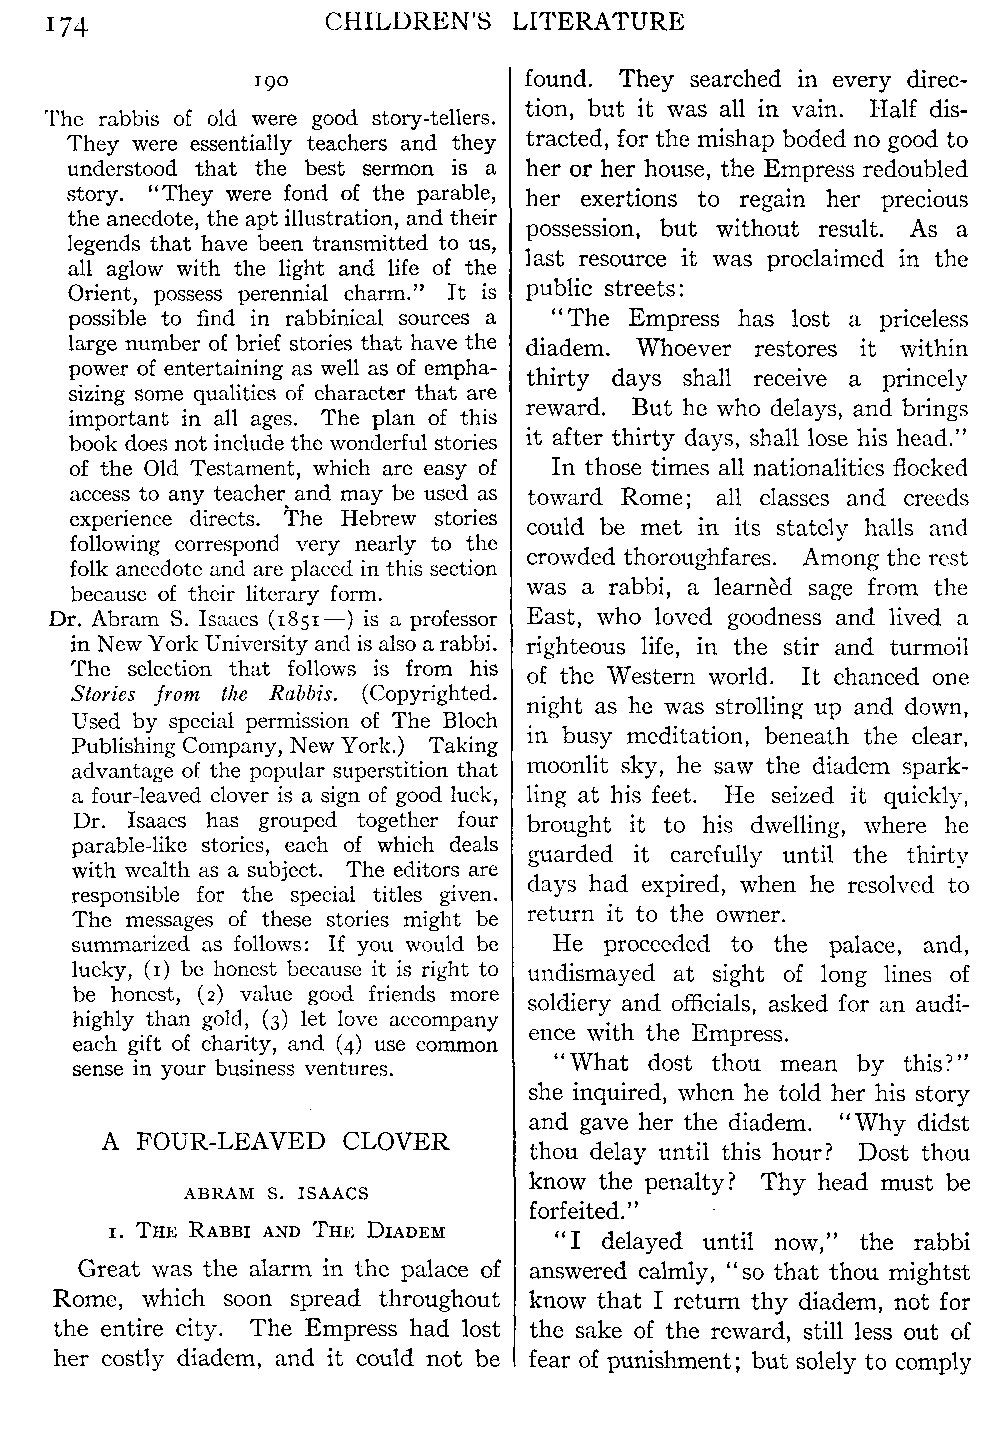 174
CHILDREN'S LITERATURE
190
The rabbis of old were good story-tellers.
They were essentially teachers and they
understood that the best sermon is a
story. "They were fond of the parable,
the anecdote, the apt illustration, and their
legends that have been transmitted to us,
all aglow with the light and life of the
Orient, possess perennial charm." It is
possible to find in rabbinical sources a
large number of brief stories that have the
power of entertaining as well as of empha-
sizing some qualities of character that are
important in all ages. The plan of this
book does not include the wonderful stories
of the Old Testament, which are easy of
access to any teacher and may be used as
experience directs. The Hebrew stories
following correspond very nearly to the
folk anecdote and are placed in this section
because of their literary form.
Dr. Abram S. Isaacs (1851—) is a professor
in New York University and is also a rabbi.
The selection that follows is from his
Stories from the Rabbis. (Copyrighted.
Used by special permission of The Bloch
Publishing Company, New York.) Taking
advantage of the popular superstition that
a four-leaved clover is a sign of good luck,
Dr. Isaacs has grouped together four
parable-like stories, each of which deals
with wealth as a subject. The editors are
responsible for the special titles given.
The messages of these stories might be
summarized as follows: If you would be
lucky, (1) be honest because it is right to
be honest, (2) value good friends more
highly than gold, (3) let love accompany
each gift of charity, and (4) use common
sense in your business ventures.
A FOUR-LEAVED CLOVER
ABRAM S. ISAACS
1. THE RABBI AND THE DIADEM
Great was the alarm in the palace of
Rome, which soon spread throughout
the entire city. The Empress had lost
her costly diadem, and it could not be
found. They searched in every direc-
tion, but it was all in vain. Half dis-
tracted, for the mishap boded no good to
her or her house, the Empress redoubled
her exertions to regain her precious
possession, but without result. As a
last resource it was proclaimed in the
public streets:
"The Empress has lost a priceless
diadem. Whoever restores it within
thirty days shall receive a princely
reward. But he who delays, and brings
it after thirty days, shall lose his head."
In those times all nationalities flocked
toward Rome; all classes and creeds
could be met in its stately halls and
crowded thoroughfares. Among the rest
was a rabbi, a learnèd sage from the
East, who loved goodness and lived a
righteous life, in the stir and turmoil
of the Western world. It chanced one
night as he was strolling up and down,
in busy meditation, beneath the clear,
moonlit sky, he saw the diadem spark-
ling at his feet. He seized it quickly,
brought it to his dwelling, where he
guarded it carefully until the thirty
days had expired, when he resolved to
return it to the owner.
He proceeded to the palace, and,
undismayed at sight of long lines of
soldiery and officials, asked for an audi-
ence with the Empress.
"What dost thou mean by this?"
she inquired, when he told her his story
and gave her the diadem. "Why didst
thou delay until this hour? Dost thou
know the penalty? Thy head must be
forfeited."
"I delayed until now," the rabbi
answered calmly, "so that thou mightst
know that I return thy diadem, not for
the sake of the reward, still less out of
fear of punishment; but solely to comply